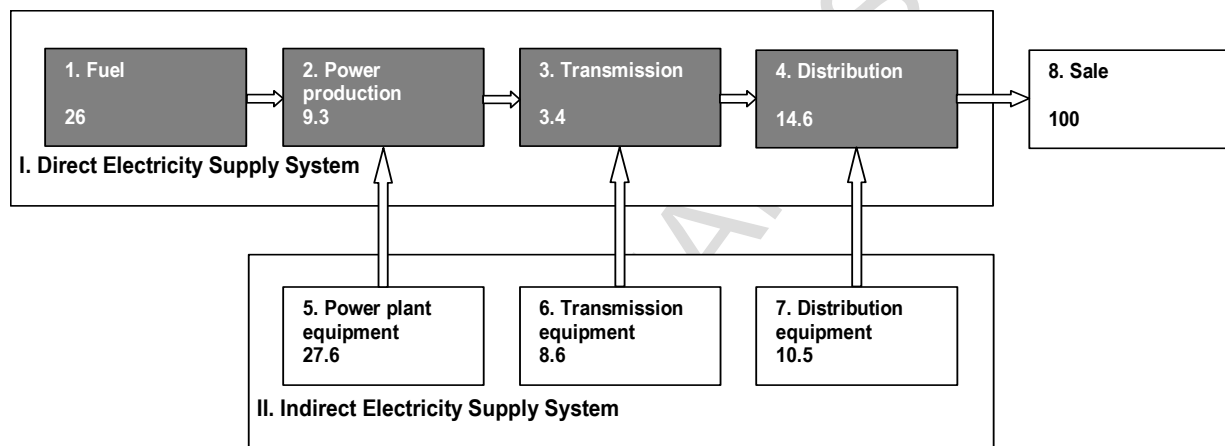 1. Fuel
26
2. Power
production
9.3
3. Transmission
3.4
4. Distribution
14.6
8. Sale
100
I. Direct Electricity Supply System
5. Power plant
equipment
27.6
6. Transmission
equipment
8.6
7. Distribution
equipment
10.5
II. Indirect Electricity Supply System